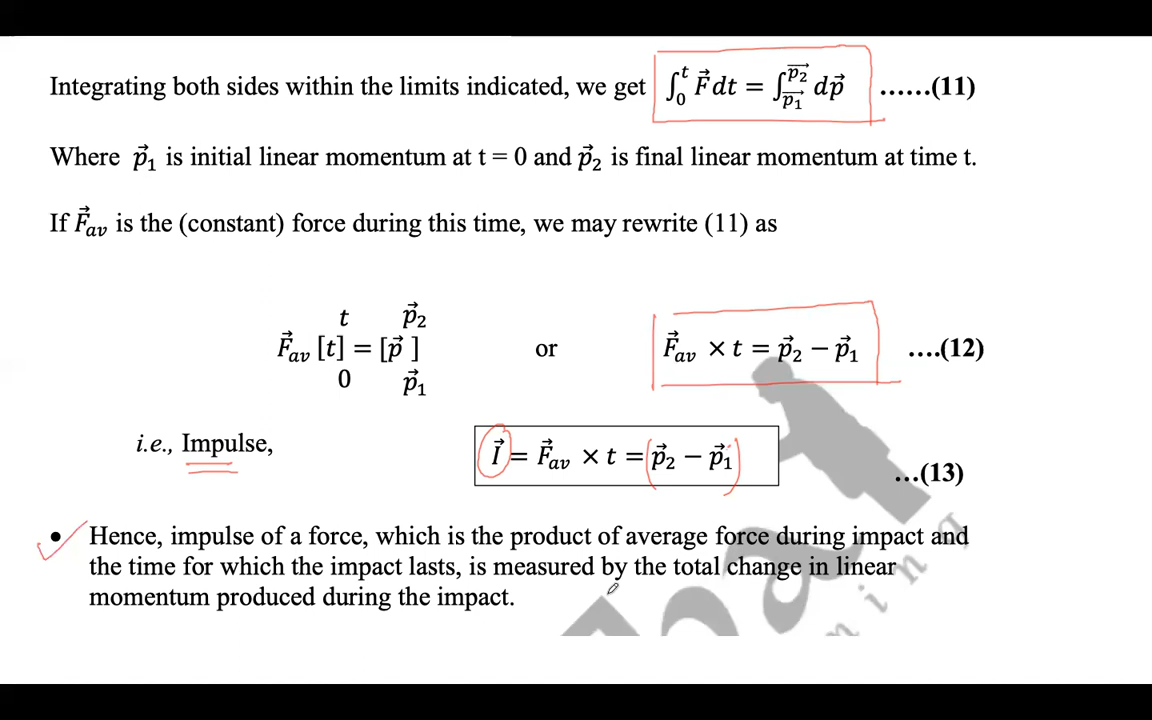 Integrating both sides within the limits indicated, we get ∫₀ᵗ F⃗dt = ∫_{p⃗₁}^{p⃗₂} dp⃗ ……(11)
Where p⃗₁ is initial linear momentum at t = 0 and p⃗₂ is final linear momentum at time t.
If F⃗ₐᵥ is the (constant) force during this time, we may rewrite (11) as
t p⃗₂
F⃗ₐᵥ [t] = [p⃗ ] or F⃗ₐᵥ × t = p⃗₂ − p⃗₁ ….(12)
0 p⃗₁
i.e., Impulse, I⃗ = F⃗ₐᵥ × t = (p⃗₂ − p⃗₁)
…(13)
• Hence, impulse of a force, which is the product of average force during impact and
the time for which the impact lasts, is measured by the total change in linear
momentum produced during the impact.